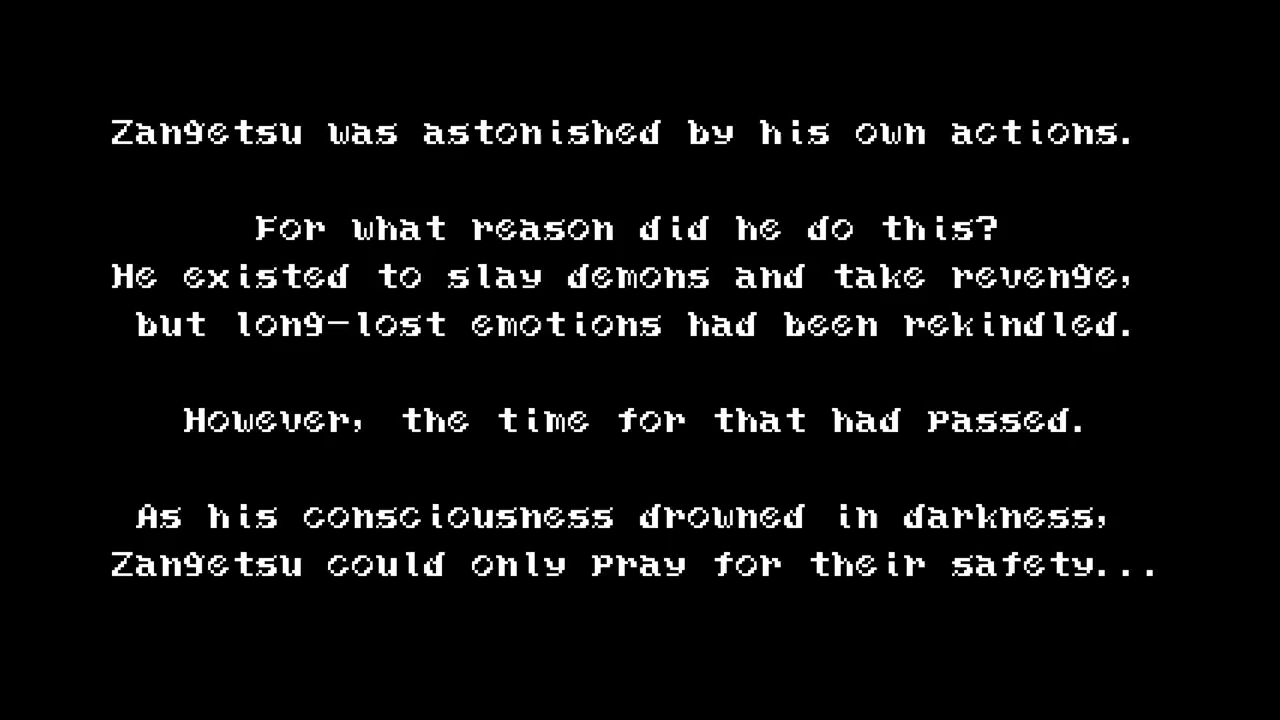 Zangetsu was astonished by his own actions.
For what reason did he do this?
He existed to slay demons and take revenge,
but long-lost emotions had been rekindled.
However, the time for that had passed.
As his consciousness drowned in darkness,
Zangetsu could only pray for their safety...